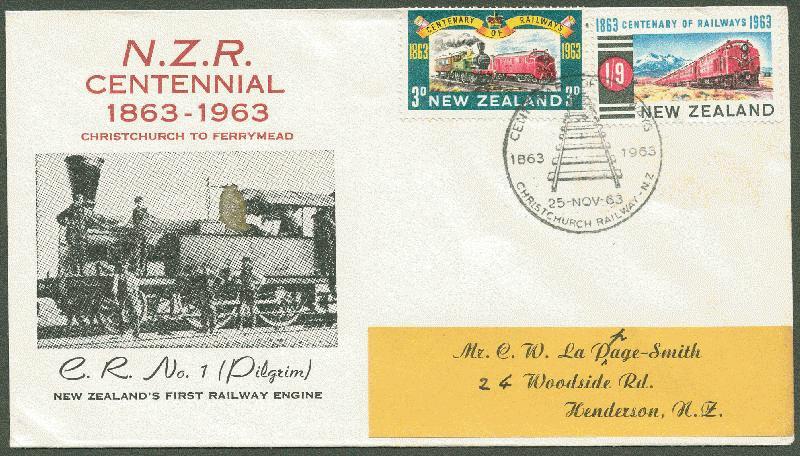 N.Z.R.
CENTENNIAL
1863-1963
CHRISTCHURCH TO FERRYMEAD
CENTENARY OF RAILWAYS
1863 1963
3D NEW ZEALAND 3D
1863 CENTENARY OF RAILWAYS 1963
1/9
NEW ZEALAND
1863 1963
25-NOV-63
CHRISTCHURCH RAILWAY-N.Z.
C. R. No. 1 (Pilgrim)
NEW ZEALAND'S FIRST RAILWAY ENGINE
p
Mr. C. W. La Page-Smith
24 Woodside Rd.
Henderson, N.Z.